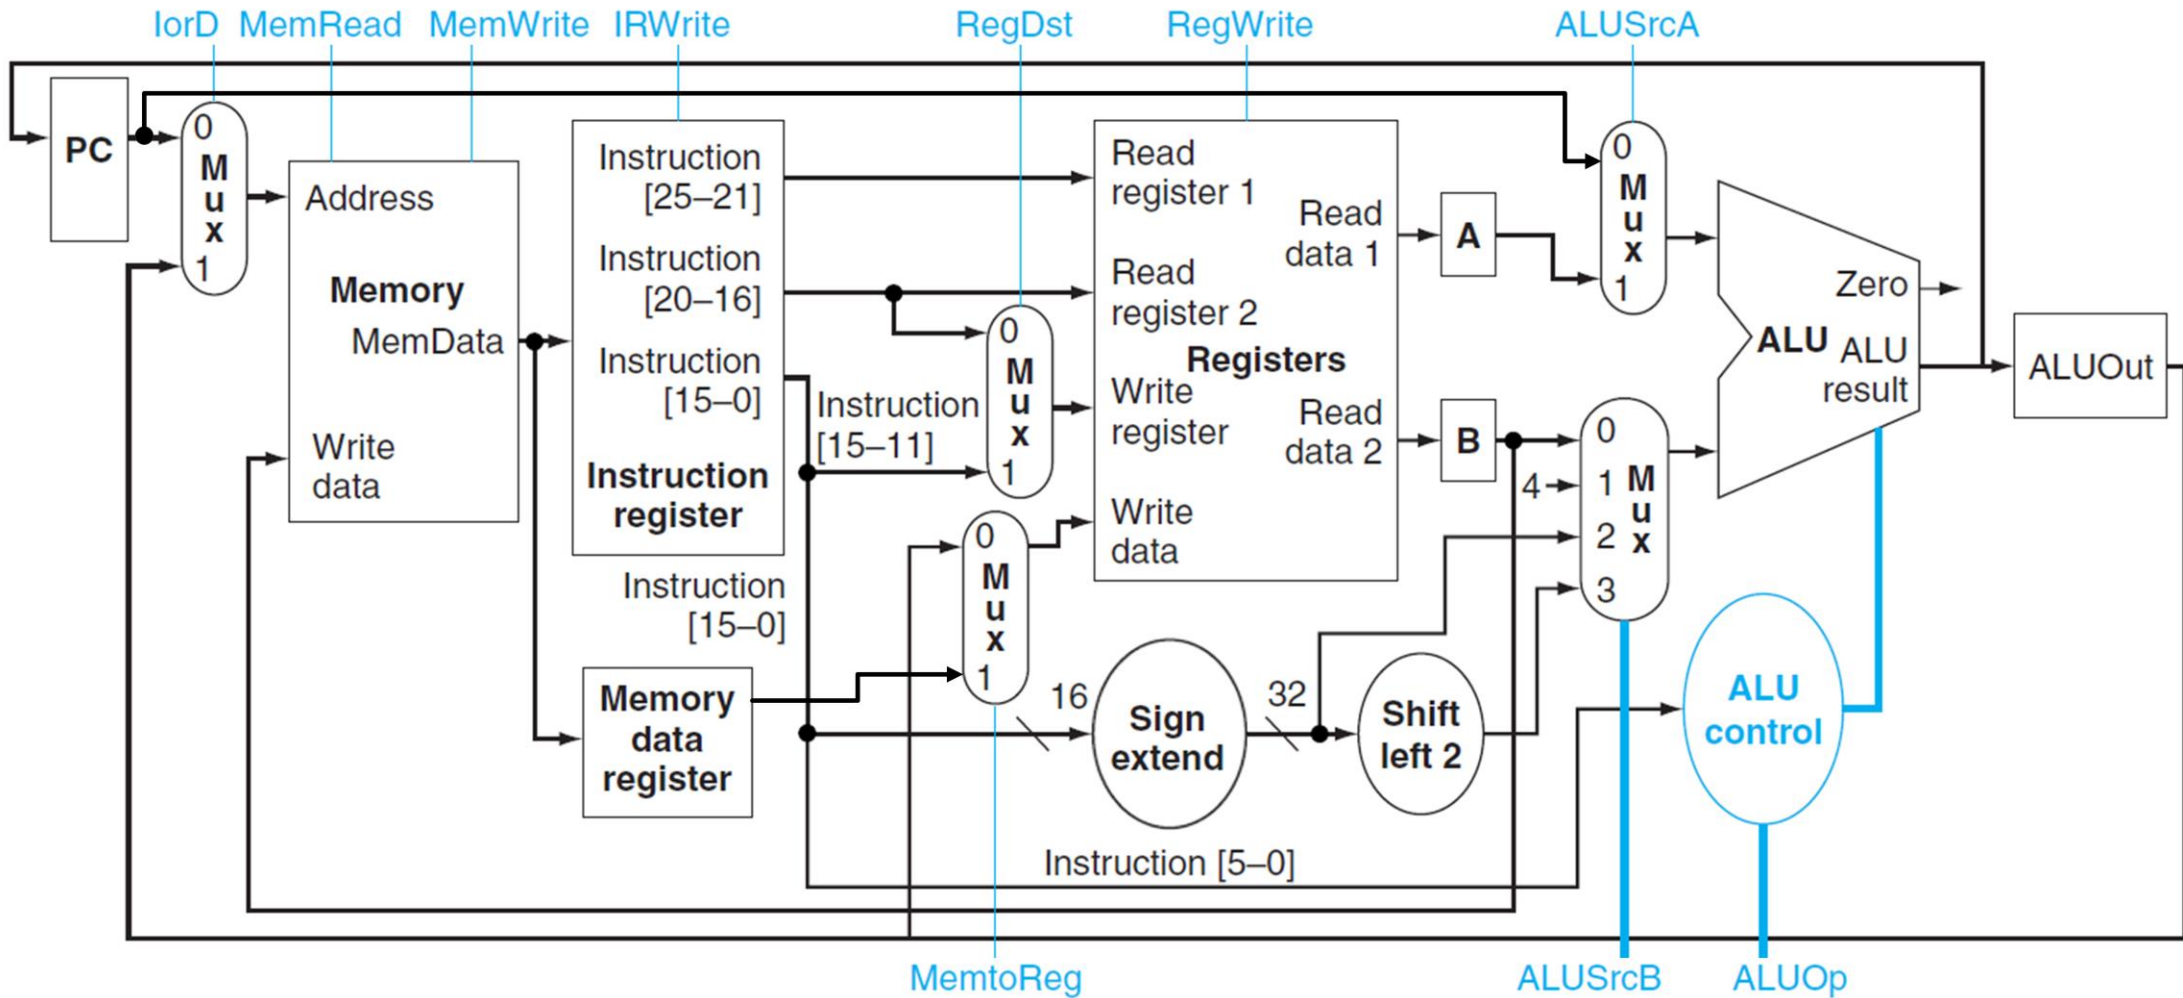 IorD MemRead MemWrite IRWrite RegDst RegWrite ALUSrcA
PC
0
M
u
x
1
Address
Memory
MemData
Write
data
Instruction
[25–21]
Instruction
[20–16]
Instruction
[15–0]
Instruction
register
Instruction
[15–0]
Memory
data
register
Instruction
[15–11]
0
M
u
x
1
0
M
u
x
1
Read
register 1
Read
register 2
Registers
Write
register
Write
data
Read
data 1
Read
data 2
16
Sign
extend
32
Shift
left 2
Instruction [5–0]
A
B
4
0
M
u
x
1
0
1 M
u
2 x
3
Zero
ALU
ALU
result
ALUOut
ALU
control
MemtoReg ALUSrcB ALUOp